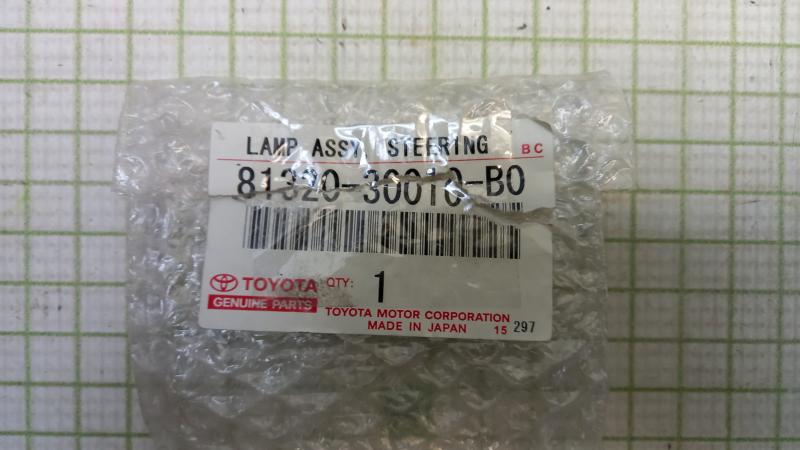 LAMP ASSY, STEERING BC
81320-30010-B0
TOYOTA QTY: 1
GENUINE PARTS
TOYOTA MOTOR CORPORATION
MADE IN JAPAN 15 297